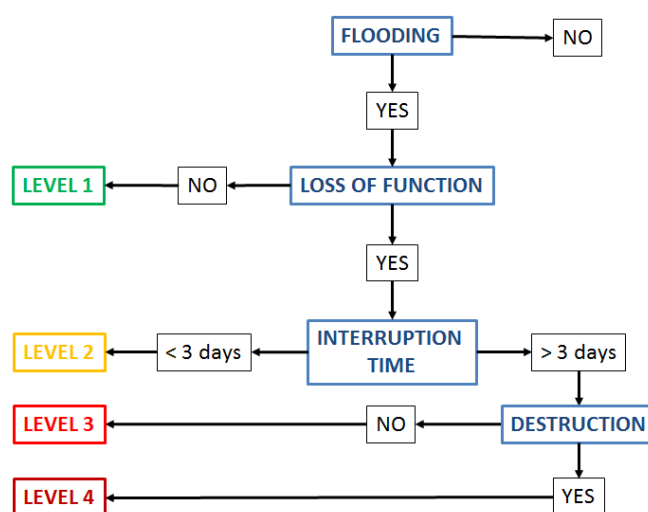 FLOODING
NO
YES
LEVEL 1
NO
LOSS OF FUNCTION
YES
LEVEL 2
< 3 days
INTERRUPTION
TIME
> 3 days
LEVEL 3
NO
DESTRUCTION
LEVEL 4
YES